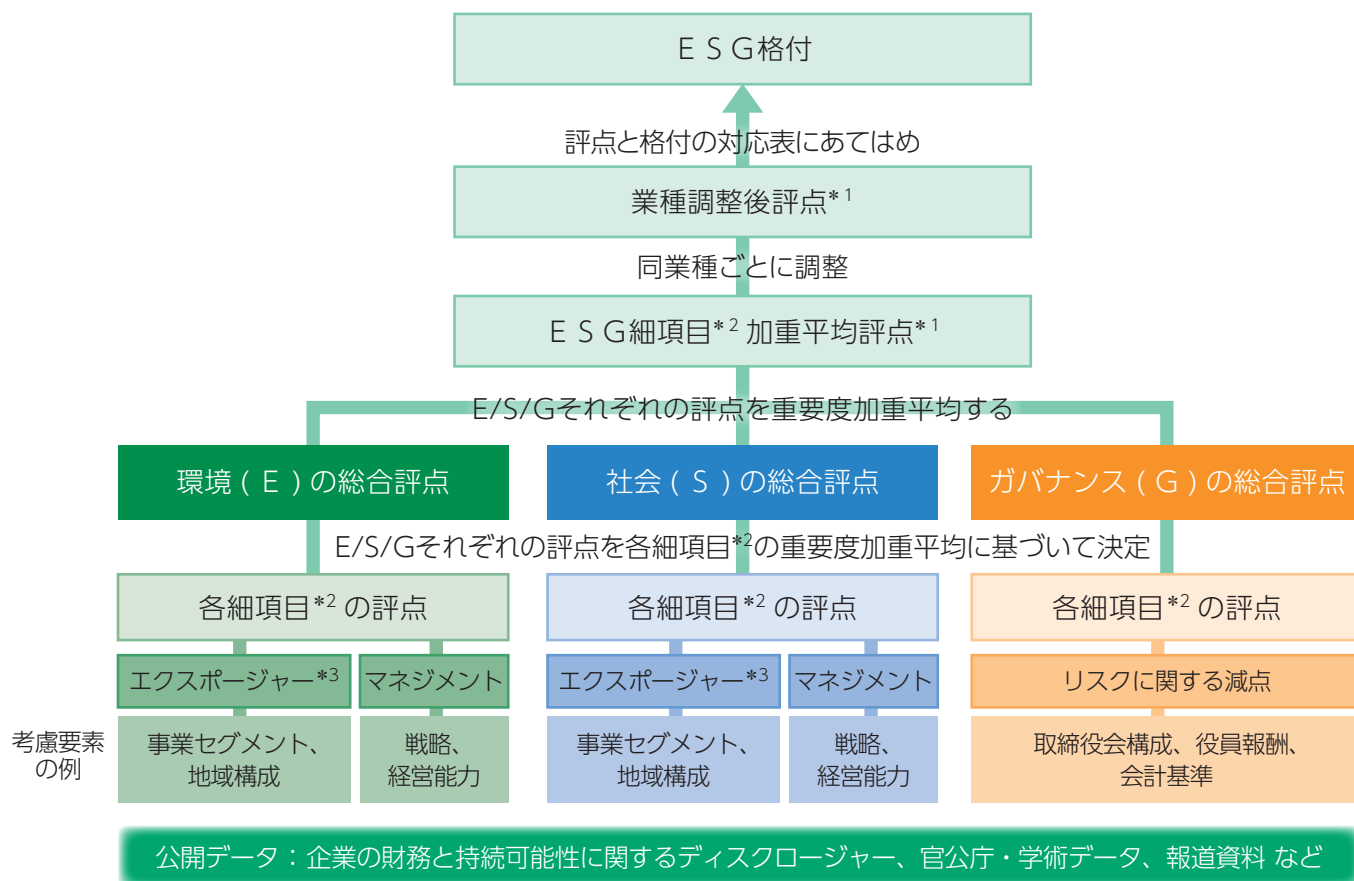 ESG格付
評点と格付の対応表にあてはめ
業種調整後評点*1
同業種ごとに調整
ESG細項目*2 加重平均評点*1
E/S/Gそれぞれの評点を重要度加重平均する
環境(E)の総合評点
社会(S)の総合評点
ガバナンス(G)の総合評点
E/S/Gそれぞれの評点を各細項目*2の重要度加重平均に基づいて決定
各細項目*2 の評点
各細項目*2 の評点
各細項目*2 の評点
エクスポージャー*3
マネジメント
エクスポージャー*3
マネジメント
リスクに関する減点
考慮要素
の例
事業セグメント、
地域構成
戦略、
経営能力
事業セグメント、
地域構成
戦略、
経営能力
取締役会構成、役員報酬、
会計基準
公開データ：企業の財務と持続可能性に関するディスクロージャー、官公庁・学術データ、報道資料 など